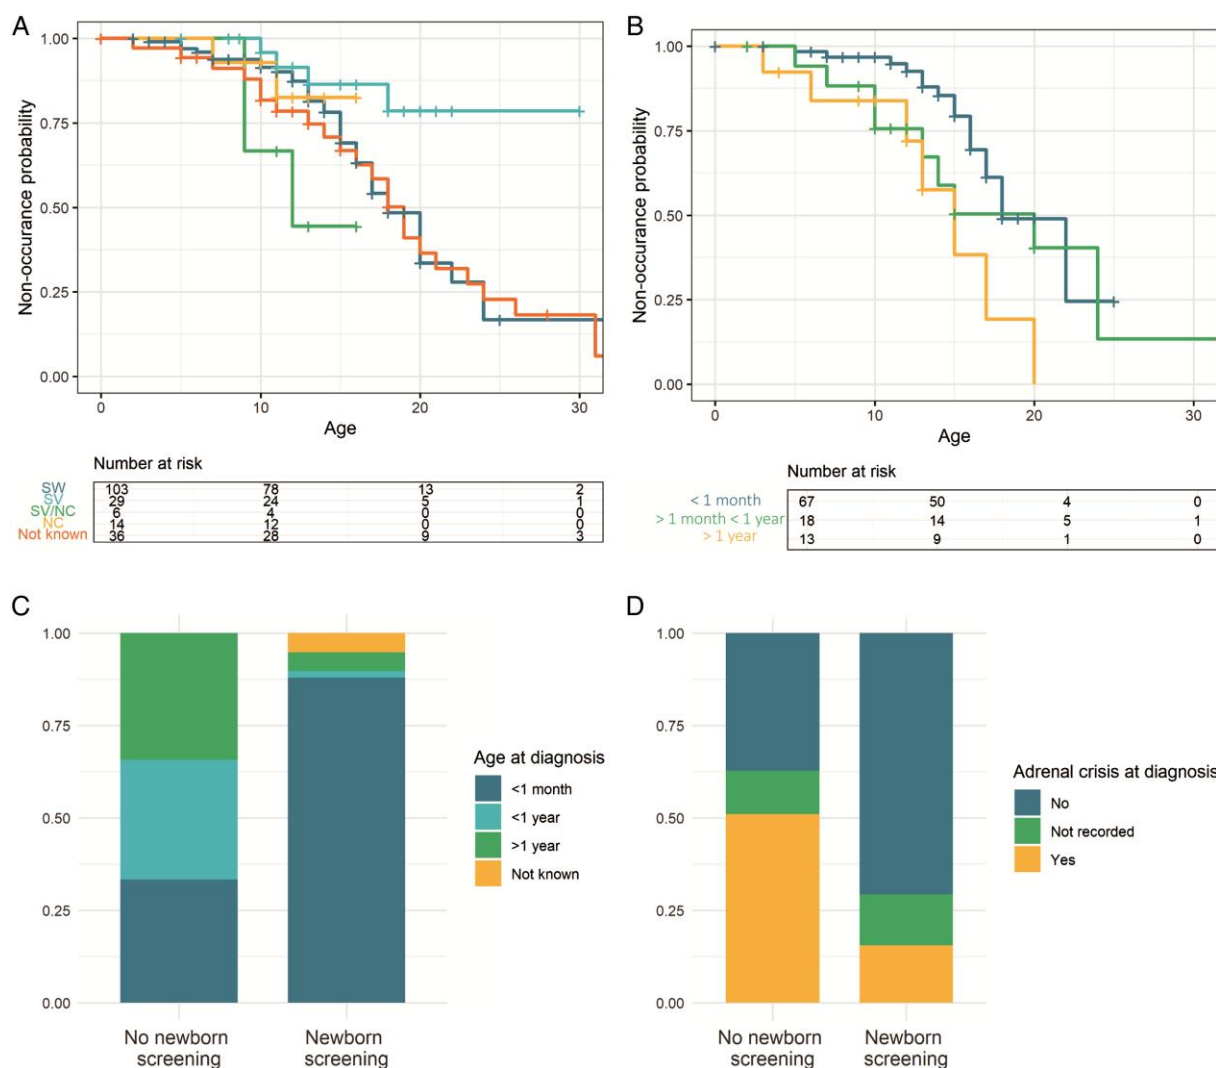 A
1.00
0.75
0.50
0.25
0.00
Non-occurance probability
0 10 20 30
Age
Number at risk
SW 103 78 13 2
SV 29 24 5 1
SV/NC 6 4 0 0
NC 14 12 0 0
Not known 36 28 9 3
B
1.00
0.75
0.50
0.25
0.00
Non-occurance probability
0 10 20 30
Age
Number at risk
< 1 month 67 50 4 0
> 1 month < 1 year 18 14 5 1
> 1 year 13 9 1 0
C
1.00
0.75
0.50
0.25
0.00
No newborn screening
Newborn screening
Age at diagnosis
<1 month
<1 year
>1 year
Not known
D
1.00
0.75
0.50
0.25
0.00
No newborn screening
Newborn screening
Adrenal crisis at diagnosis
No
Not recorded
Yes